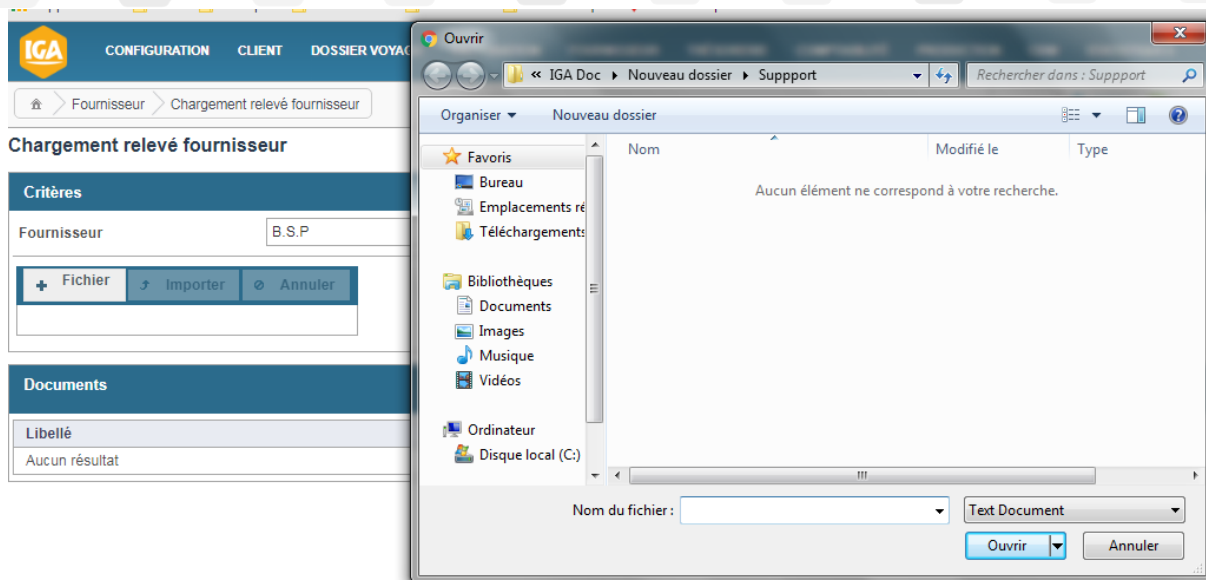 IGA CONFIGURATION CLIENT DOSSIER VOYAG
Fournisseur Chargement relevé fournisseur
Chargement relevé fournisseur
Critères
Fournisseur B.S.P
Fichier Importer Annuler
Documents
Libellé
Aucun résultat
Ouvrir
« IGA Doc Nouveau dossier Suppport Rechercher dans : Suppport
Organiser Nouveau dossier
Nom Modifié le Type
Aucun élément ne correspond à votre recherche.
Favoris
Bureau
Emplacements ré
Téléchargements
Bibliothèques
Documents
Images
Musique
Vidéos
Ordinateur
Disque local (C:)
Nom du fichier : Text Document
Ouvrir Annuler